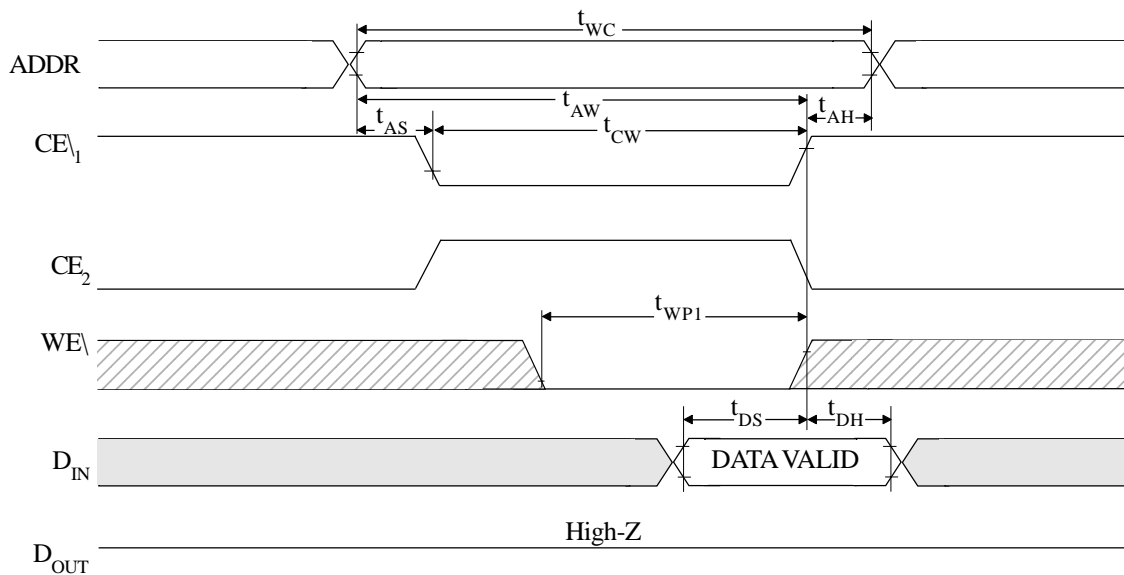 tWC
ADDR
tAW
tAS
tAH
tCW
CE\1
CE2
tWP1
WE\
tDS
tDH
DIN
DATA VALID
High-Z
DOUT